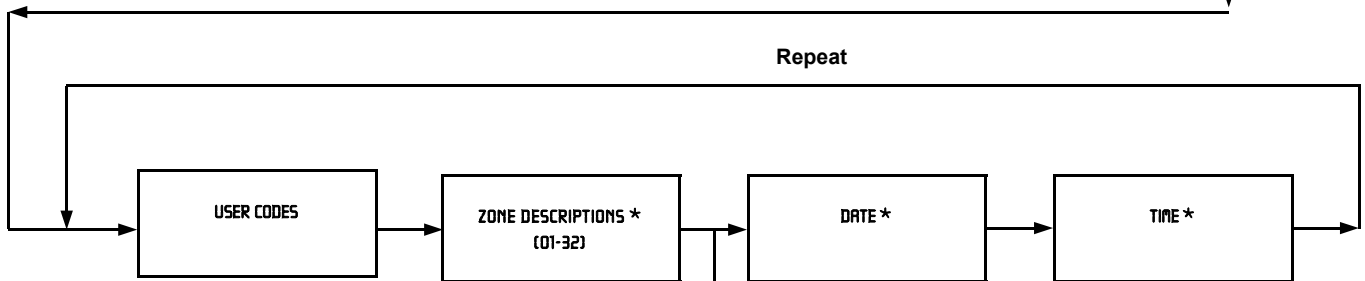 Repeat
USER CODES
ZONE DESCRIPTIONS *
(01-32)
DATE *
TIME *